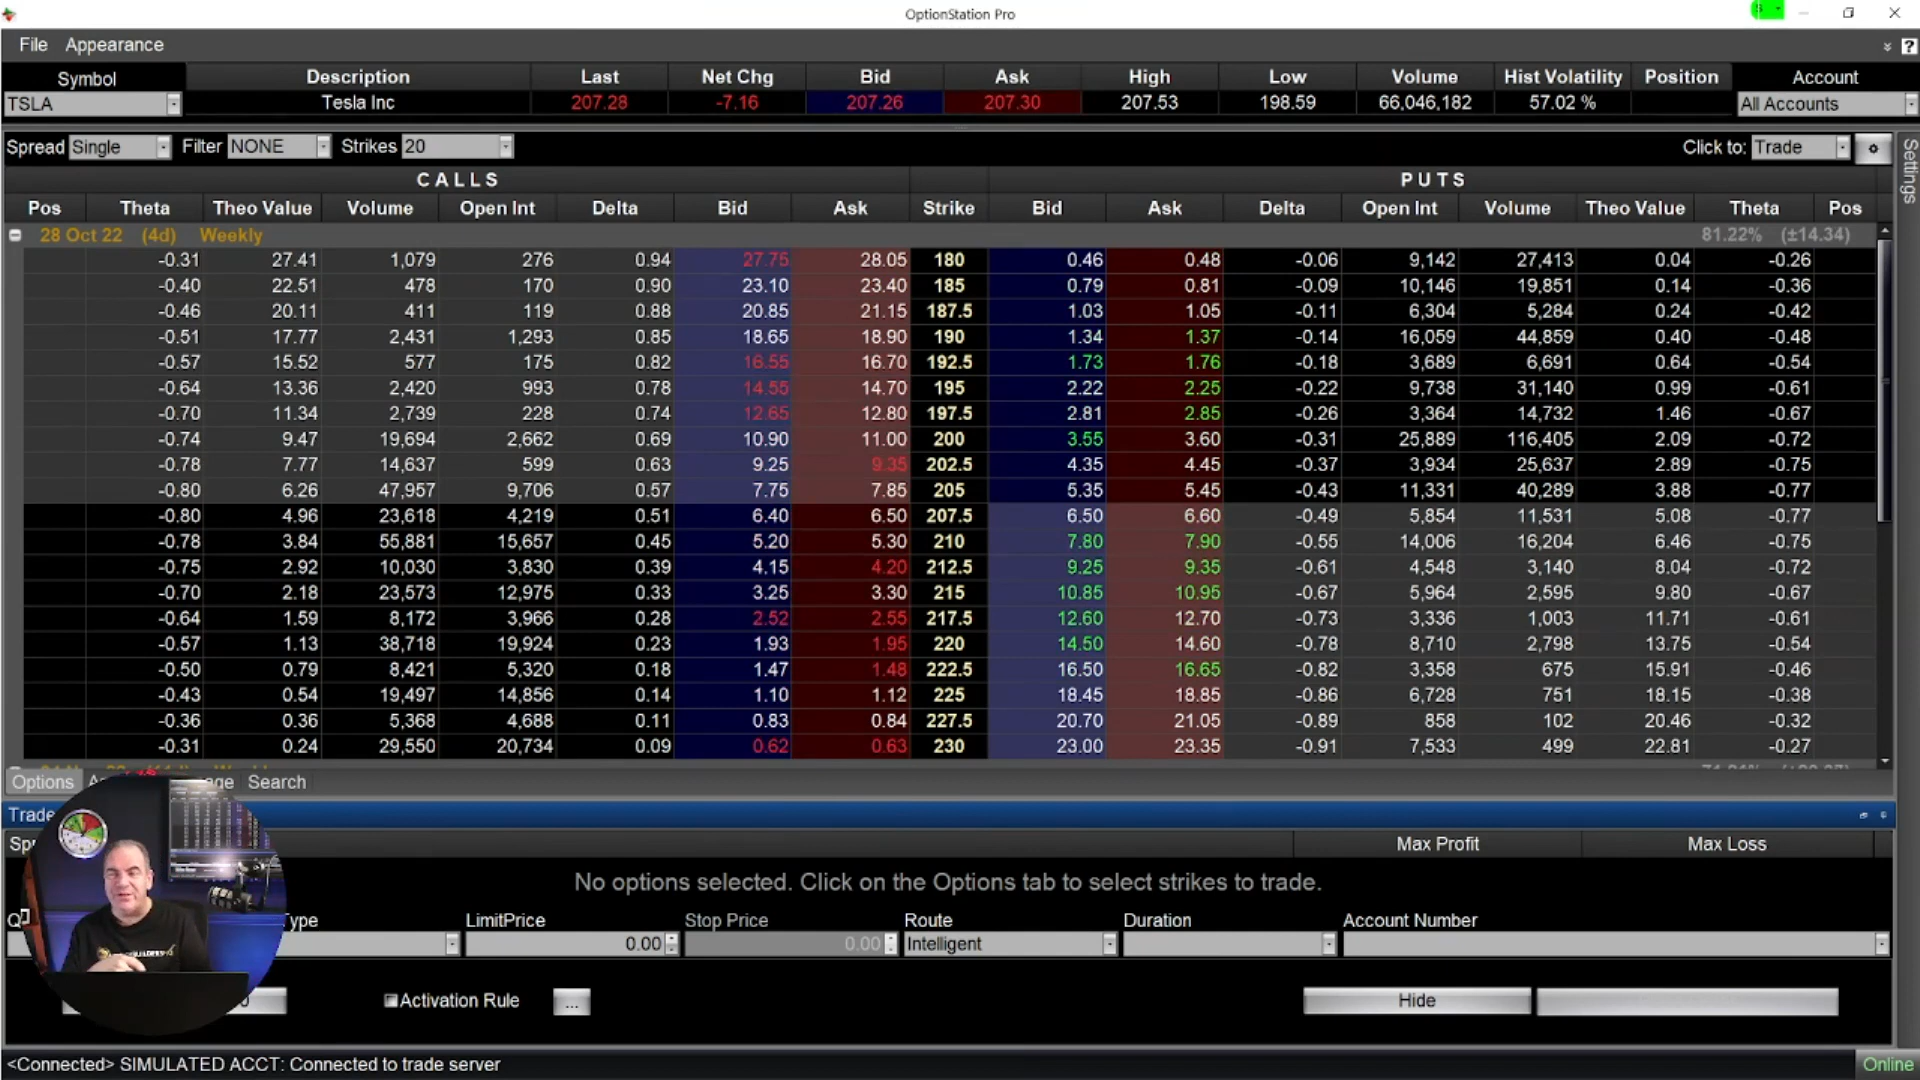 OptionStation Pro
File Appearance
Symbol Description Last Net Chg Bid Ask High Low Volume Hist Volatility Position Account
TSLA Tesla Inc 207.28 -7.16 207.26 207.30 207.53 198.59 66,046,182 57.02 % All Accounts
Spread Single Filter NONE Strikes 20 Click to: Trade
Settings
CALLS PUTS
Pos Theta Theo Value Volume Open Int Delta Bid Ask Strike Bid Ask Delta Open Int Volume Theo Value Theta Pos
28 Oct 22 (4d) Weekly 81.22% (±14.34)
-0.31 27.41 1,079 276 0.94 27.75 28.05 180 0.46 0.48 -0.06 9,142 27,413 0.04 -0.26
-0.40 22.51 478 170 0.90 23.10 23.40 185 0.79 0.81 -0.09 10,146 19,851 0.14 -0.36
-0.46 20.11 411 119 0.88 20.85 21.15 187.5 1.03 1.05 -0.11 6,304 5,284 0.24 -0.42
-0.51 17.77 2,431 1,293 0.85 18.65 18.90 190 1.34 1.37 -0.14 16,059 44,859 0.40 -0.48
-0.57 15.52 577 175 0.82 16.55 16.70 192.5 1.73 1.76 -0.18 3,689 6,691 0.64 -0.54
-0.64 13.36 2,420 993 0.78 14.55 14.70 195 2.22 2.25 -0.22 9,738 31,140 0.99 -0.61
-0.70 11.34 2,739 228 0.74 12.65 12.80 197.5 2.81 2.85 -0.26 3,364 14,732 1.46 -0.67
-0.74 9.47 19,694 2,662 0.69 10.90 11.00 200 3.55 3.60 -0.31 25,889 116,405 2.09 -0.72
-0.78 7.77 14,637 599 0.63 9.25 9.35 202.5 4.35 4.45 -0.37 3,934 25,637 2.89 -0.75
-0.80 6.26 47,957 9,706 0.57 7.75 7.85 205 5.35 5.45 -0.43 11,331 40,289 3.88 -0.77
-0.80 4.96 23,618 4,219 0.51 6.40 6.50 207.5 6.50 6.60 -0.49 5,854 11,531 5.08 -0.77
-0.78 3.84 55,881 15,657 0.45 5.20 5.30 210 7.80 7.90 -0.55 14,006 16,204 6.46 -0.75
-0.75 2.92 10,030 3,830 0.39 4.15 4.20 212.5 9.25 9.35 -0.61 4,548 3,140 8.04 -0.72
-0.70 2.18 23,573 12,975 0.33 3.25 3.30 215 10.85 10.95 -0.67 5,964 2,595 9.80 -0.67
-0.64 1.59 8,172 3,966 0.28 2.52 2.55 217.5 12.60 12.70 -0.73 3,336 1,003 11.71 -0.61
-0.57 1.13 38,718 19,924 0.23 1.93 1.95 220 14.50 14.60 -0.78 8,710 2,798 13.75 -0.54
-0.50 0.79 8,421 5,320 0.18 1.47 1.48 222.5 16.50 16.65 -0.82 3,358 675 15.91 -0.46
-0.43 0.54 19,497 14,856 0.14 1.10 1.12 225 18.45 18.85 -0.86 6,728 751 18.15 -0.38
-0.36 0.36 5,368 4,688 0.11 0.83 0.84 227.5 20.70 21.05 -0.89 858 102 20.46 -0.32
-0.31 0.24 29,550 20,734 0.09 0.62 0.63 230 23.00 23.35 -0.91 7,533 499 22.81 -0.27
Options Search
Trade
Max Profit Max Loss
No options selected. Click on the Options tab to select strikes to trade.
LimitPrice Stop Price Route Duration Account Number
0.00 0.00 Intelligent
Activation Rule ... Hide
<Connected> SIMULATED ACCT: Connected to trade server Online